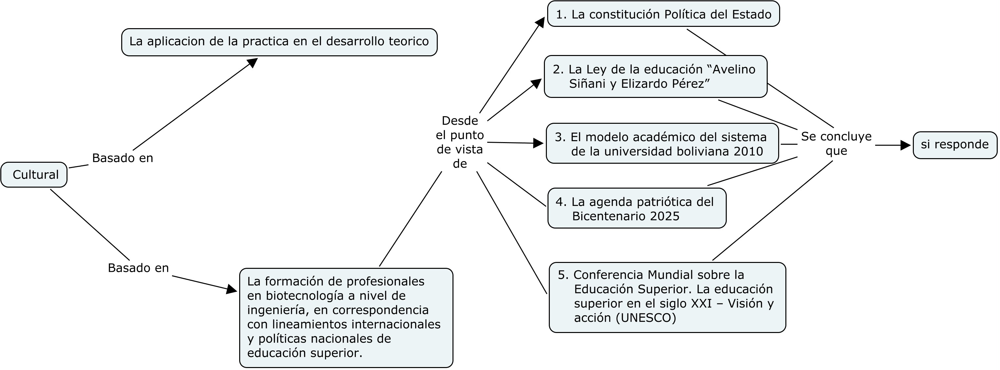 Cultural
Basado en
La aplicacion de la practica en el desarrollo teorico
Basado en
La formación de profesionales
en biotecnología a nivel de
ingeniería, en correspondencia
con lineamientos internacionales
y políticas nacionales de
educación superior.
Desde
el punto
de vista
de
1. La constitución Política del Estado
2. La Ley de la educación “Avelino
Siñani y Elizardo Pérez”
3. El modelo académico del sistema
de la universidad boliviana 2010
4. La agenda patriótica del
Bicentenario 2025
5. Conferencia Mundial sobre la
Educación Superior. La educación
superior en el siglo XXI – Visión y
acción (UNESCO)
Se concluye
que
si responde